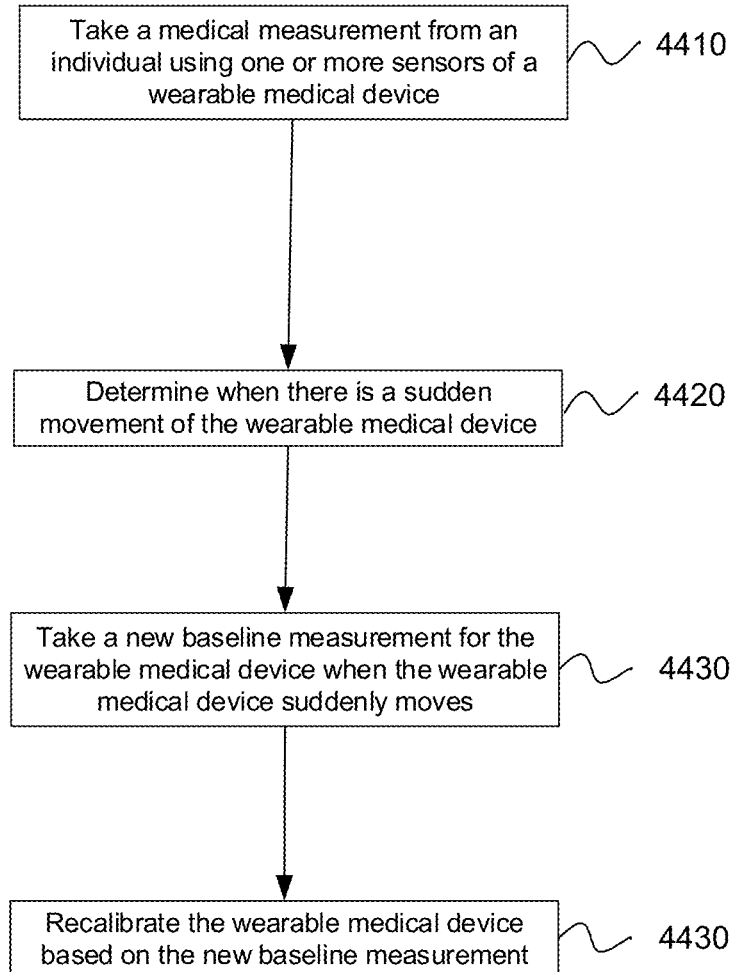 Take a medical measurement from an
individual using one or more sensors of a
wearable medical device
4410
Determine when there is a sudden
movement of the wearable medical device
4420
Take a new baseline measurement for the
wearable medical device when the wearable
medical device suddenly moves
4430
Recalibrate the wearable medical device
based on the new baseline measurement
4430